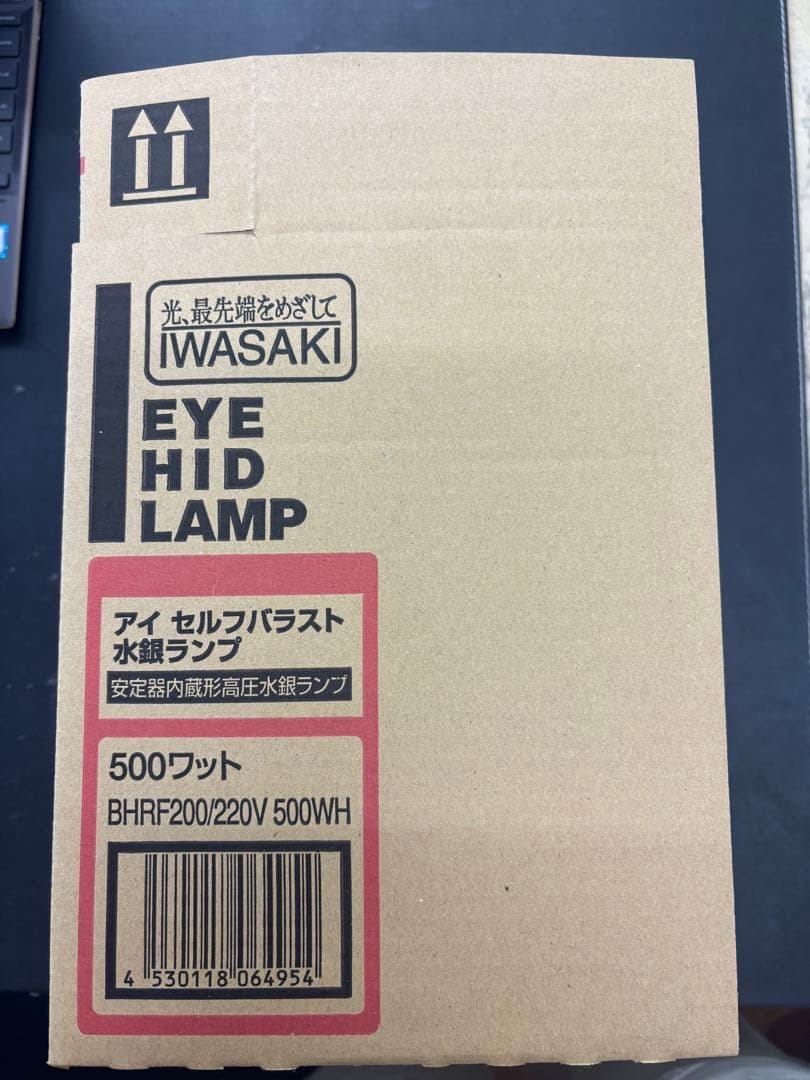 光、最先端をめざして
IWASAKI
EYE
HID
LAMP
アイ セルフバラスト
水銀ランプ
安定器内蔵形高圧水銀ランプ
500ワット
BHRF200/220V 500WH
4 530118 064954